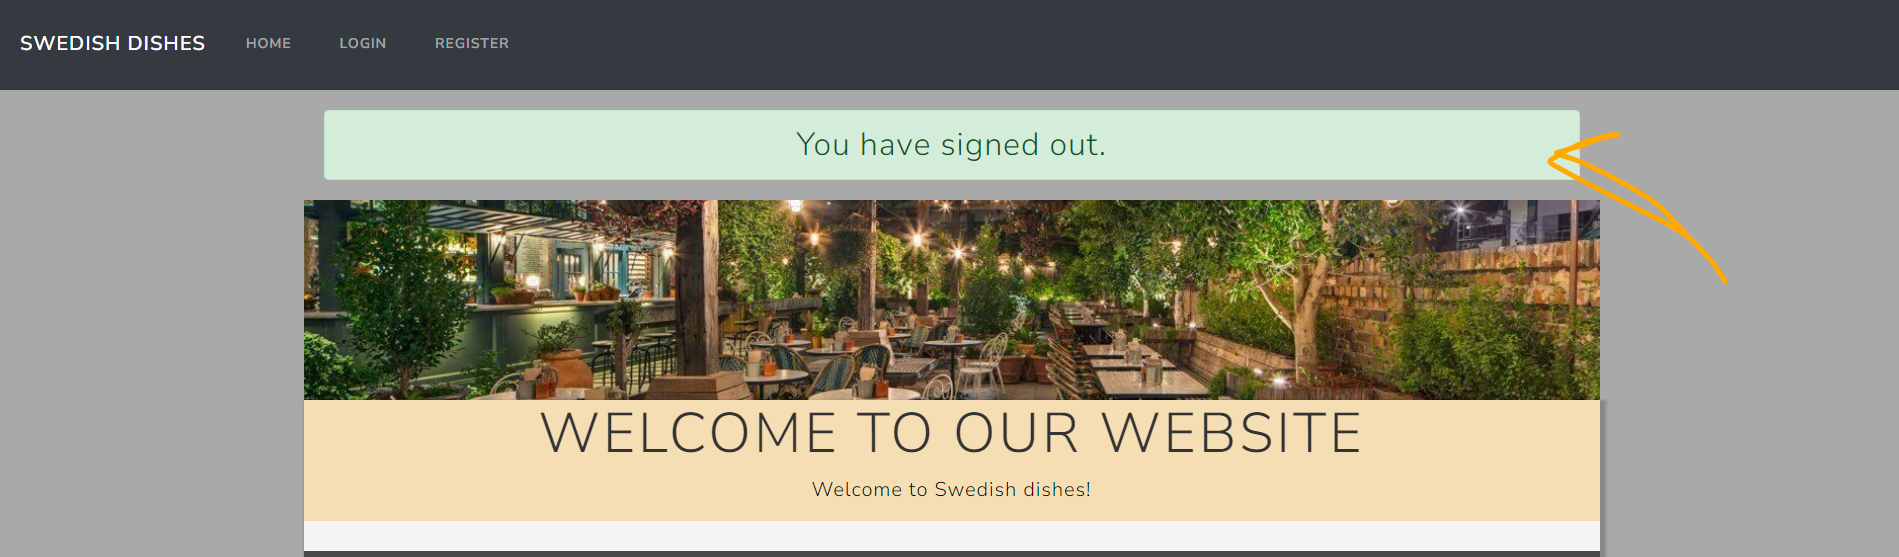 SWEDISH DISHES HOME LOGIN REGISTER
You have signed out.
WELCOME TO OUR WEBSITE
Welcome to Swedish dishes!